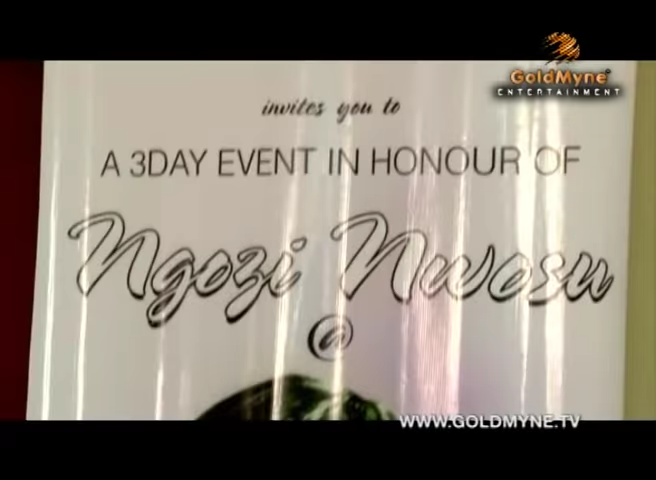 GoldMyne
ENTERTAINMENT
invites you to
A 3DAY EVENT IN HONOUR OF
Ngozi Nwosu
@
WWW.GOLDMYNE.TV